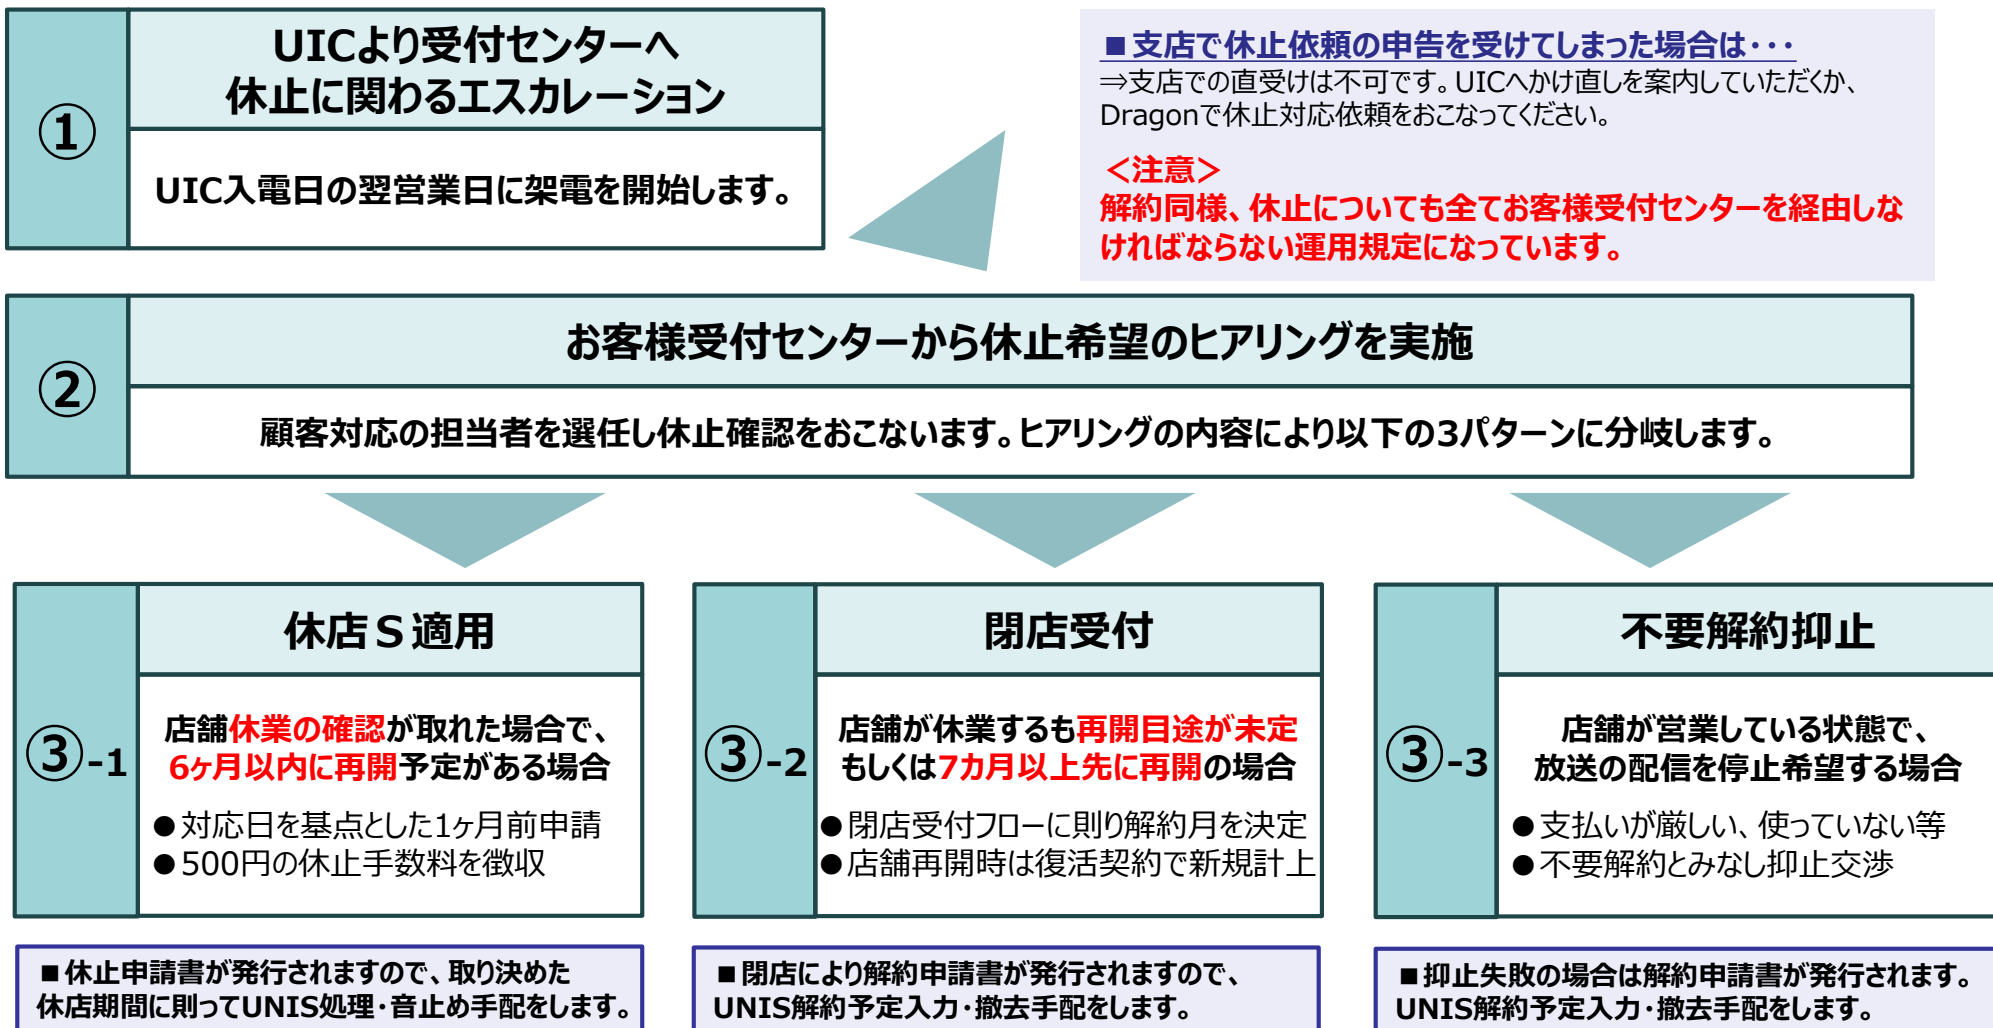 ①
UICより受付センターへ
休止に関わるエスカレーション
UIC入電日の翌営業日に架電を開始します。
■支店で休止依頼の申告を受けてしまった場合は・・・
⇒支店での直受けは不可です。UICへかけ直しを案内していただくか、
Dragonで休止対応依頼をおこなってください。
＜注意＞
解約同様、休止についても全てお客様受付センターを経由しな
ければならない運用規定になっています。
②
お客様受付センターから休止希望のヒアリングを実施
顧客対応の担当者を選任し休止確認をおこないます。ヒアリングの内容により以下の3パターンに分岐します。
③-1
休店Ｓ適用
店舗休業の確認が取れた場合で、
6ヶ月以内に再開予定がある場合
●対応日を基点とした1ヶ月前申請
●500円の休止手数料を徴収
■休止申請書が発行されますので、取り決めた
休店期間に則ってUNIS処理・音止め手配をします。
③-2
閉店受付
店舗が休業するも再開目途が未定
もしくは7カ月以上先に再開の場合
●閉店受付フローに則り解約月を決定
●店舗再開時は復活契約で新規計上
■閉店により解約申請書が発行されますので、
UNIS解約予定入力・撤去手配をします。
③-3
不要解約抑止
店舗が営業している状態で、
放送の配信を停止希望する場合
●支払いが厳しい、使っていない等
●不要解約とみなし抑止交渉
■抑止失敗の場合は解約申請書が発行されます。
UNIS解約予定入力・撤去手配をします。